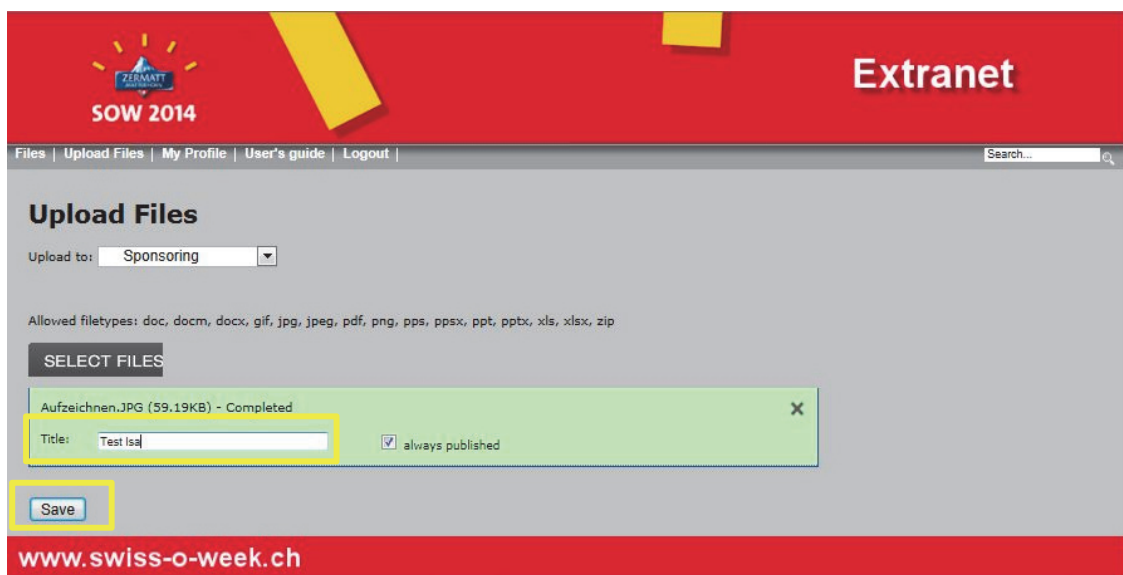 ZERMATT
SOW 2014
Extranet
Files | Upload Files | My Profile | User's guide | Logout |
Search...
Upload Files
Upload to: Sponsoring
Allowed filetypes: doc, docm, docx, gif, jpg, jpeg, pdf, png, pps, ppsx, ppt, pptx, xls, xlsx, zip
SELECT FILES
Aufzeichnen.JPG (59.19KB) - Completed
Title: Test Isa always published
Save
www.swiss-o-week.ch